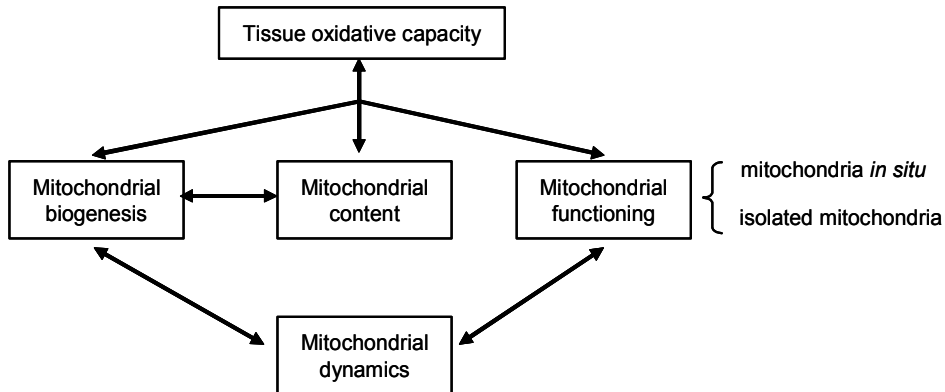 Tissue oxidative capacity
Mitochondrial
biogenesis
Mitochondrial
content
Mitochondrial
functioning
mitochondria in situ
isolated mitochondria
Mitochondrial
dynamics